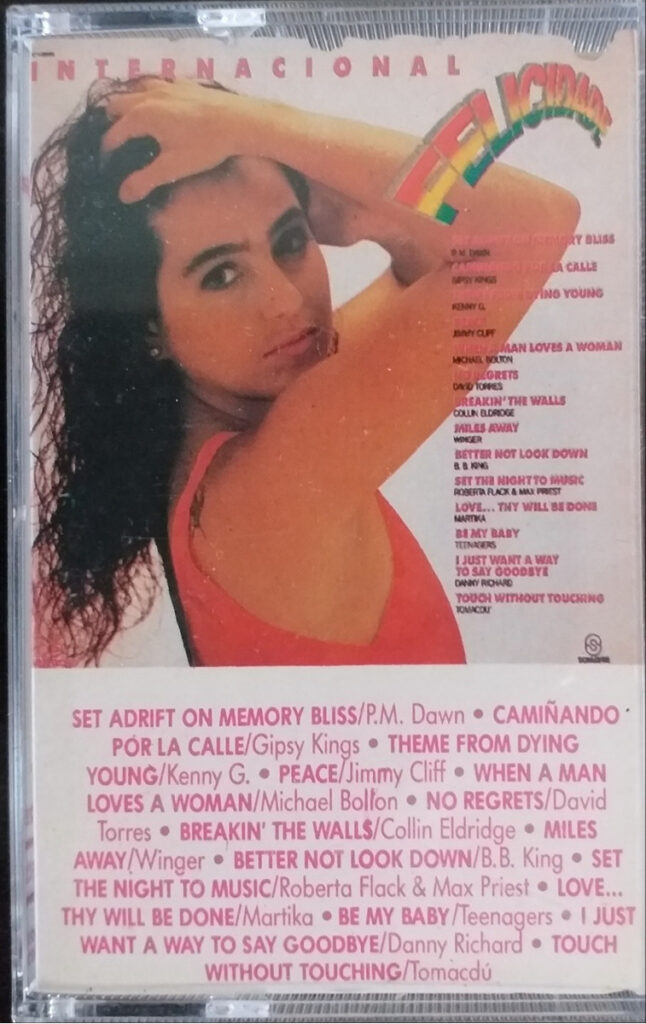 INTERNACIONAL
FELICIDADE
MEMORY BLISS
P.M. DAWN
LA CALLE
GIPSY KINGS
DYING YOUNG
KENNY G.
JIMMY CLIFF
MAN LOVES A WOMAN
MICHAEL BOLTON
NO REGRETS
DAVID TORRES
BREAKIN' THE WALLS
COLLIN ELDRIDGE
MILES AWAY
WINGER
BETTER NOT LOOK DOWN
B.B. KING
SET THE NIGHT TO MUSIC
ROBERTA FLACK & MAX PRIEST
LOVE... THY WILL BE DONE
MARTIKA
BE MY BABY
TEENAGERS
I JUST WANT A WAY
TO SAY GOODBYE
DANNY RICHARD
TOUCH WITHOUT TOUCHING
TOMACDÚ
SET ADRIFT ON MEMORY BLISS/P.M. Dawn • CAMIÑANDO
POR LA CALLE/Gipsy Kings • THEME FROM DYING
YOUNG/Kenny G. • PEACE/Jimmy Cliff • WHEN A MAN
LOVES A WOMAN/Michael Bolton • NO REGRETS/David
Torres • BREAKIN' THE WALLS/Collin Eldridge • MILES
AWAY/Winger • BETTER NOT LOOK DOWN/B.B. King • SET
THE NIGHT TO MUSIC/Roberta Flack & Max Priest • LOVE...
THY WILL BE DONE/Martika • BE MY BABY/Teenagers • I JUST
WANT A WAY TO SAY GOODBYE/Danny Richard • TOUCH
WITHOUT TOUCHING/Tomacdú